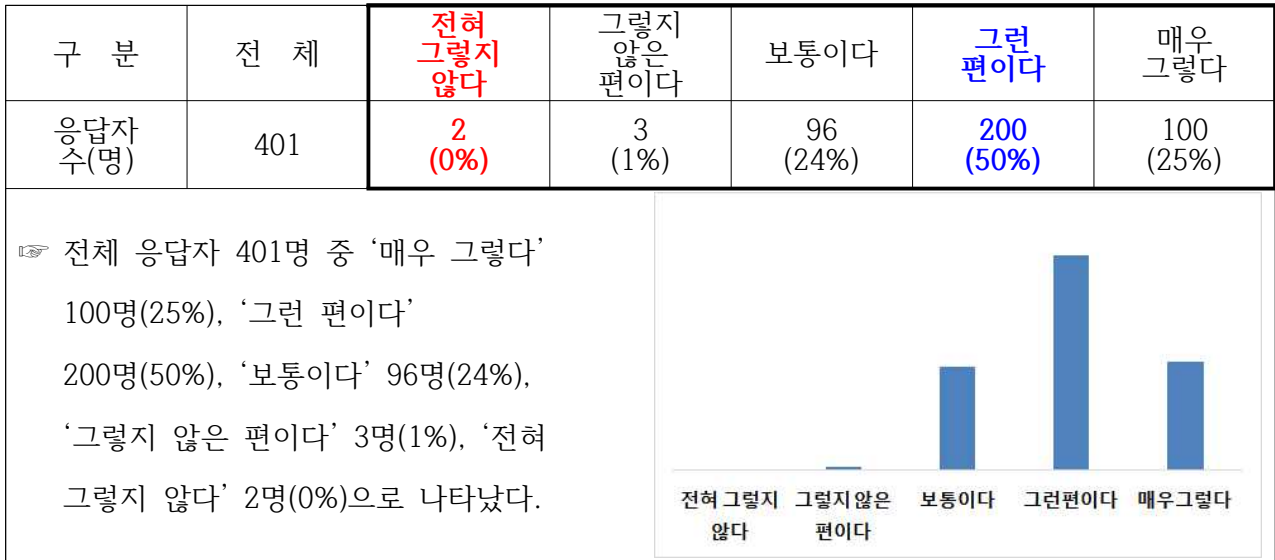 구 분
전 체
전혀
그렇지
않다
그렇지
않은
편이다
보통이다
그런
편이다
매우
그렇다
응답자
수(명)
401
2
(0%)
3
(1%)
96
(24%)
200
(50%)
100
(25%)
☞ 전체 응답자 401명 중 ‘매우 그렇다’
100명(25%), ‘그런 편이다’
200명(50%), ‘보통이다’ 96명(24%),
‘그렇지 않은 편이다’ 3명(1%), ‘전혀
그렇지 않다’ 2명(0%)으로 나타났다.
전혀 그렇지
않다
그렇지 않은
편이다
보통이다
그런편이다
매우그렇다